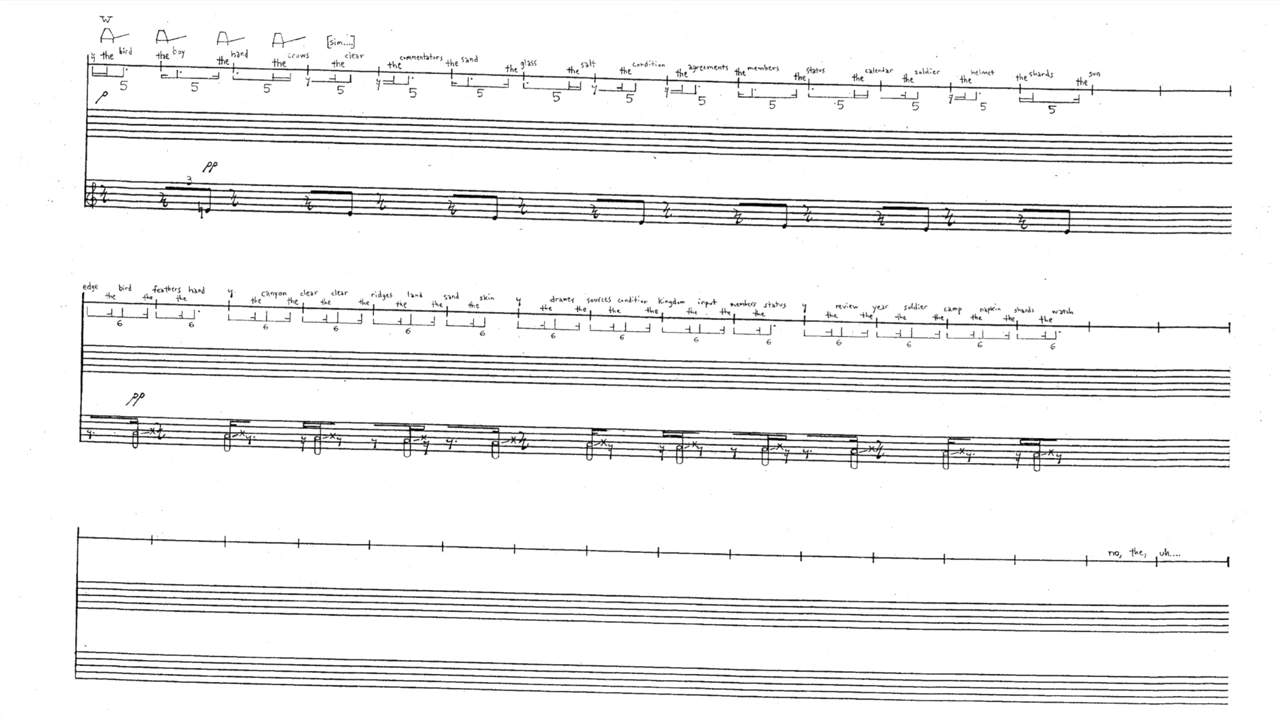 W
[sim...]
the bird the boy the hand the crows the clear the commentators the sand the glass the salt the condition the agreements the members the status the calendar the soldier the helmet the shards the son
5 5 5 5 5 5 5 5 5 5 5 5 5 5
p
pp
3
edge the bird the feathers the hand the canyon the clear the clear the ridges the land the sand the skin the drawer the sources the condition the kingdom the input the members the status the review the year the soldier the camp the napkin the shards the watch
6 6 6 6 6 6 6 6 6 6 6 6 6 6
pp
no, the, uh....